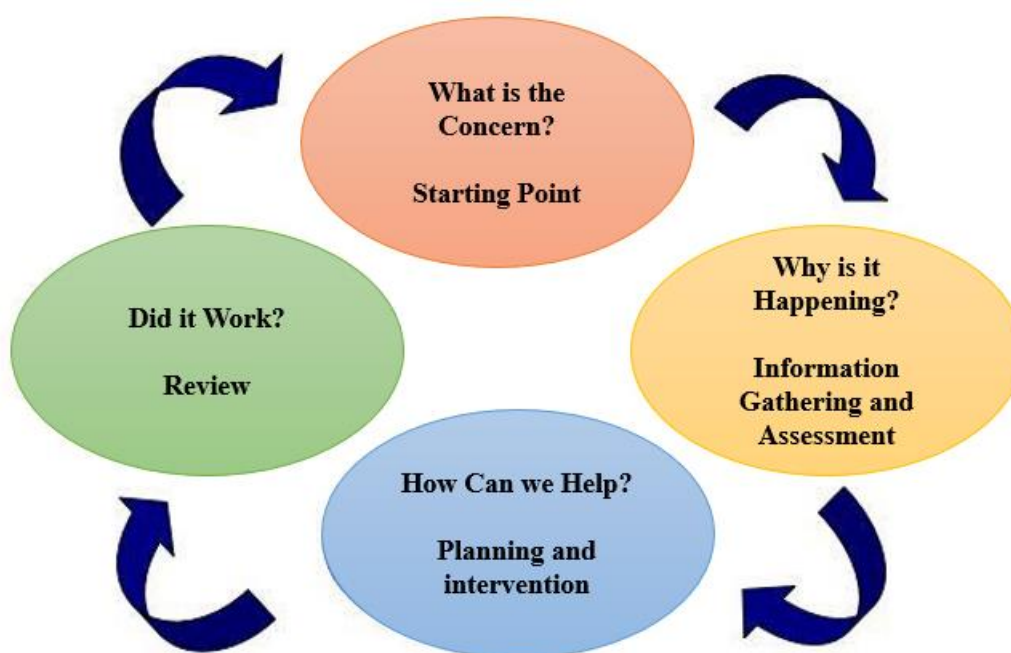 What is the
Concern?
Starting Point
Why is it
Happening?
Information
Gathering and
Assessment
How Can we Help?
Planning and
intervention
Did it Work?
Review